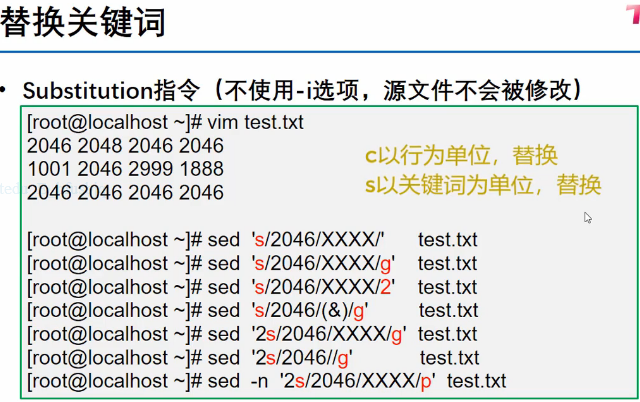 替换关键词
• Substitution指令（不使用-i选项，源文件不会被修改）
[root@localhost ~]# vim test.txt
2046 2048 2046 2046
1001 2046 2999 1888
2046 2046 2046 2046
c以行为单位，替换
s以关键词为单位，替换
[root@localhost ~]# sed 's/2046/XXXX/' test.txt
[root@localhost ~]# sed 's/2046/XXXX/g' test.txt
[root@localhost ~]# sed 's/2046/XXXX/2' test.txt
[root@localhost ~]# sed 's/2046/(&)/g' test.txt
[root@localhost ~]# sed '2s/2046/XXXX/g' test.txt
[root@localhost ~]# sed '2s/2046//g' test.txt
[root@localhost ~]# sed -n '2s/2046/XXXX/p' test.txt